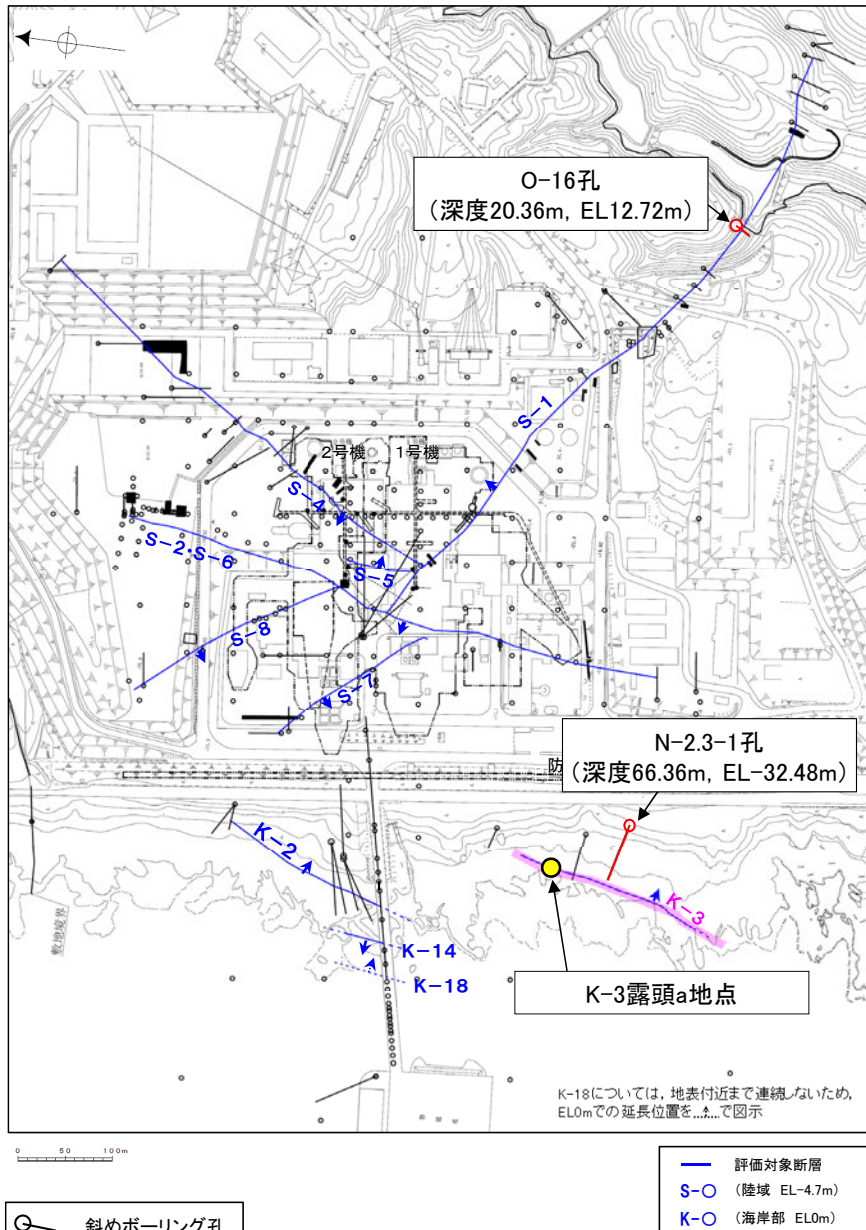 O-16孔
(深度20.36m, EL12.72m)
S-1
2号機
1号機
S-4
S-2・S-6
S-5
S-8
S-7
N-2.3-1孔
(深度66.36m, EL-32.48m)
防
K-2
K-3
K-14
K-18
敷地境界
K-3露頭a地点
K-18については,地表付近まで連続しないため,
EL0mでの延長位置を...で図示
0 50 100m
評価対象断層
S-○ (陸域 EL-4.7m)
K-○ (海岸部 EL0m)
斜めボーリング孔